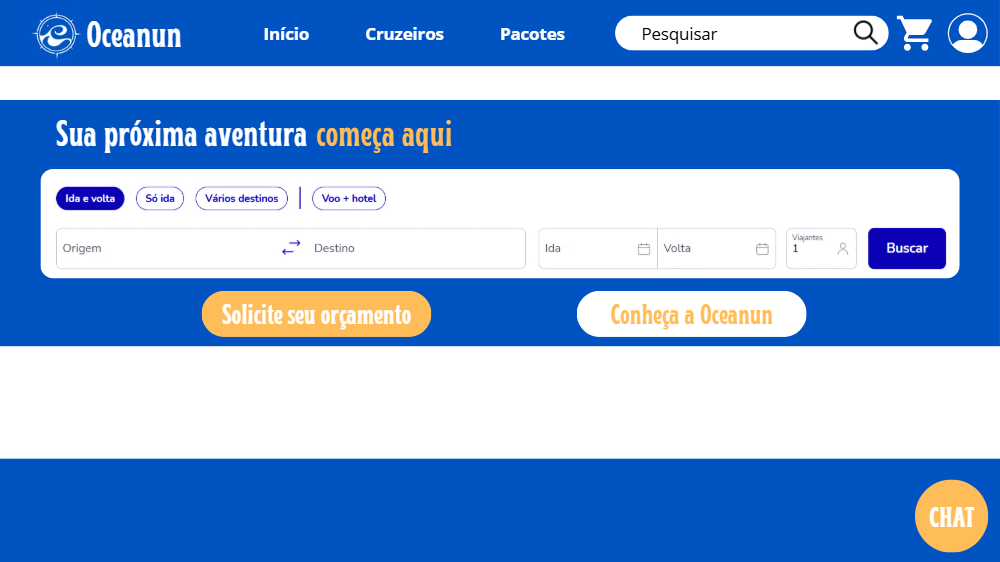 Oceanun
Início
Cruzeiros
Pacotes
Pesquisar
Sua próxima aventura começa aqui
Ida e volta
Só ida
Vários destinos
Voo + hotel
Origem
Destino
Ida
Volta
Viajantes
1
Buscar
Solicite seu orçamento
Conheça a Oceanun
CHAT